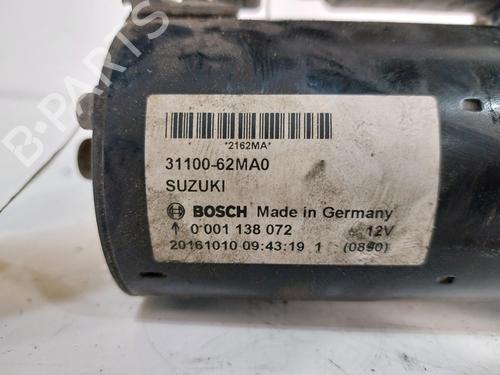 B-PARTS
*2162MA*
31100-62MA0
SUZUKI
BOSCH Made in Germany
↑ 0 001 138 072 12V
20161010 09:43:19 1 (0890)